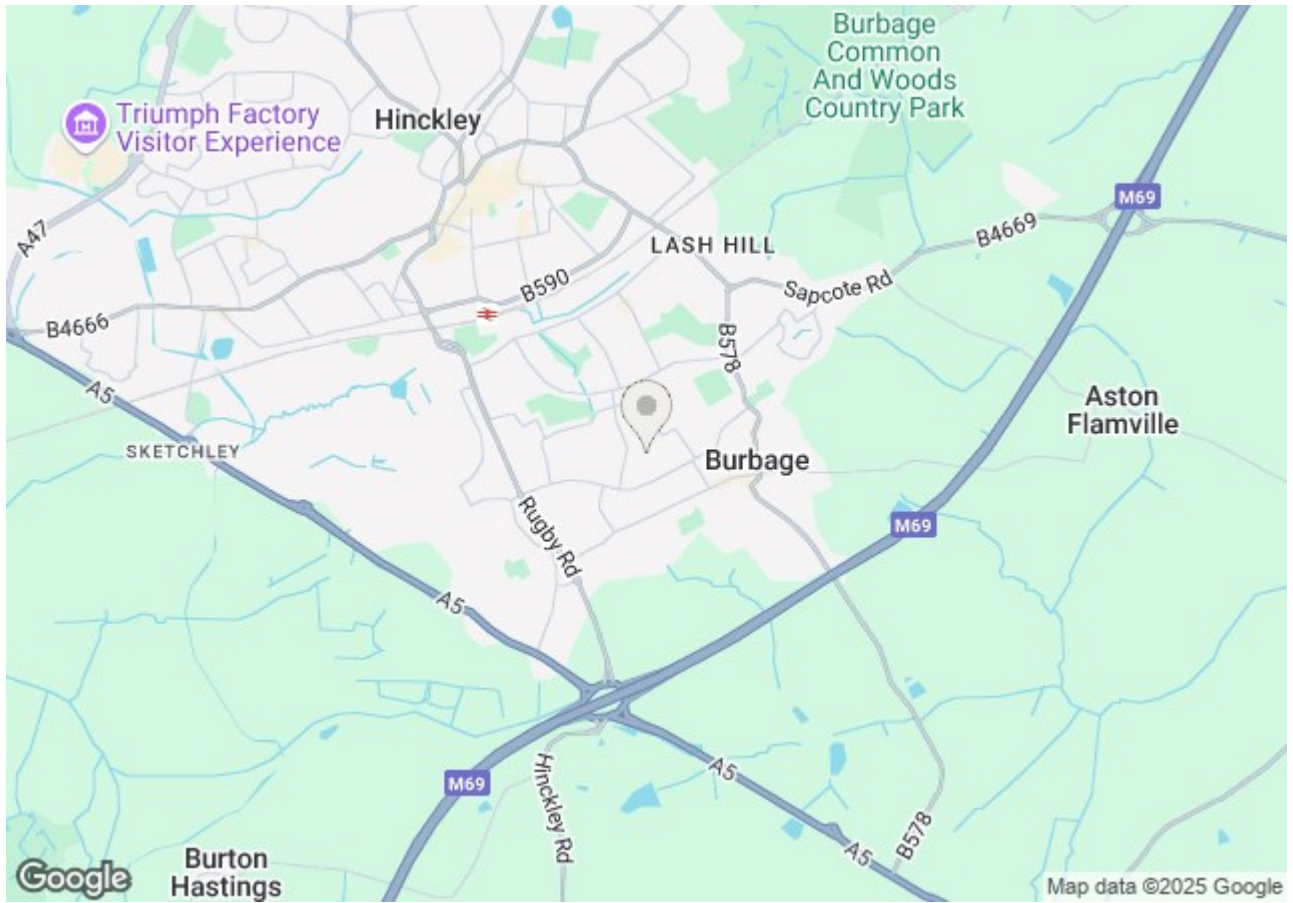 Burbage
Common
And Woods
Country Park
Triumph Factory
Visitor Experience
Hinckley
M69
A47
B4669
LASH HILL
B590
Sapcote Rd
B4666
B578
A5
Aston
Flamville
SKETCHLEY
Burbage
Rugby Rd
M69
A5
M69
Hinckley Rd
A5
B578
A5
Burton
Hastings
Google
Map data ©2025 Google